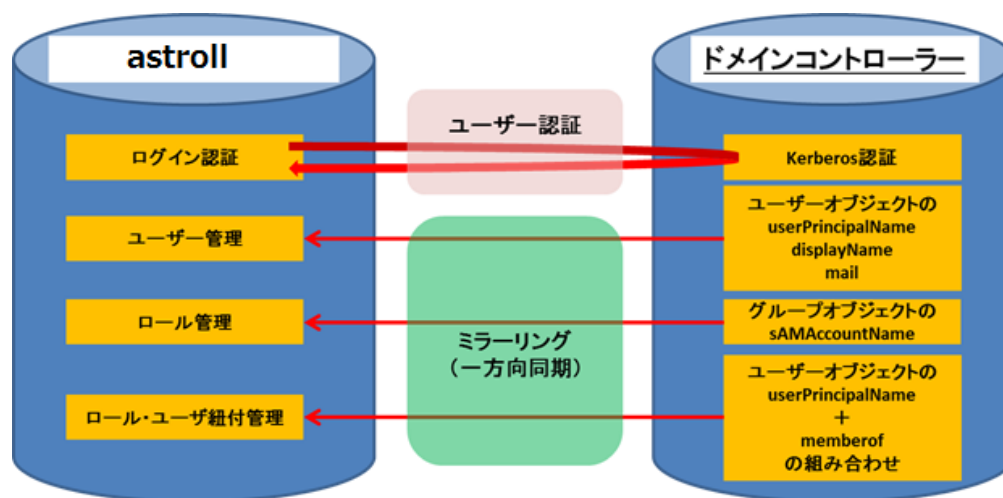 astroll
ドメインコントローラー
ユーザー認証
ログイン認証
Kerberos認証
ユーザー管理
ユーザーオブジェクトの
userPrincipalName
displayName
mail
ロール管理
グループオブジェクトの
sAMAccountName
ミラーリング
（一方向同期）
ロール・ユーザ紐付管理
ユーザーオブジェクトの
userPrincipalName
＋
memberof
の組み合わせ